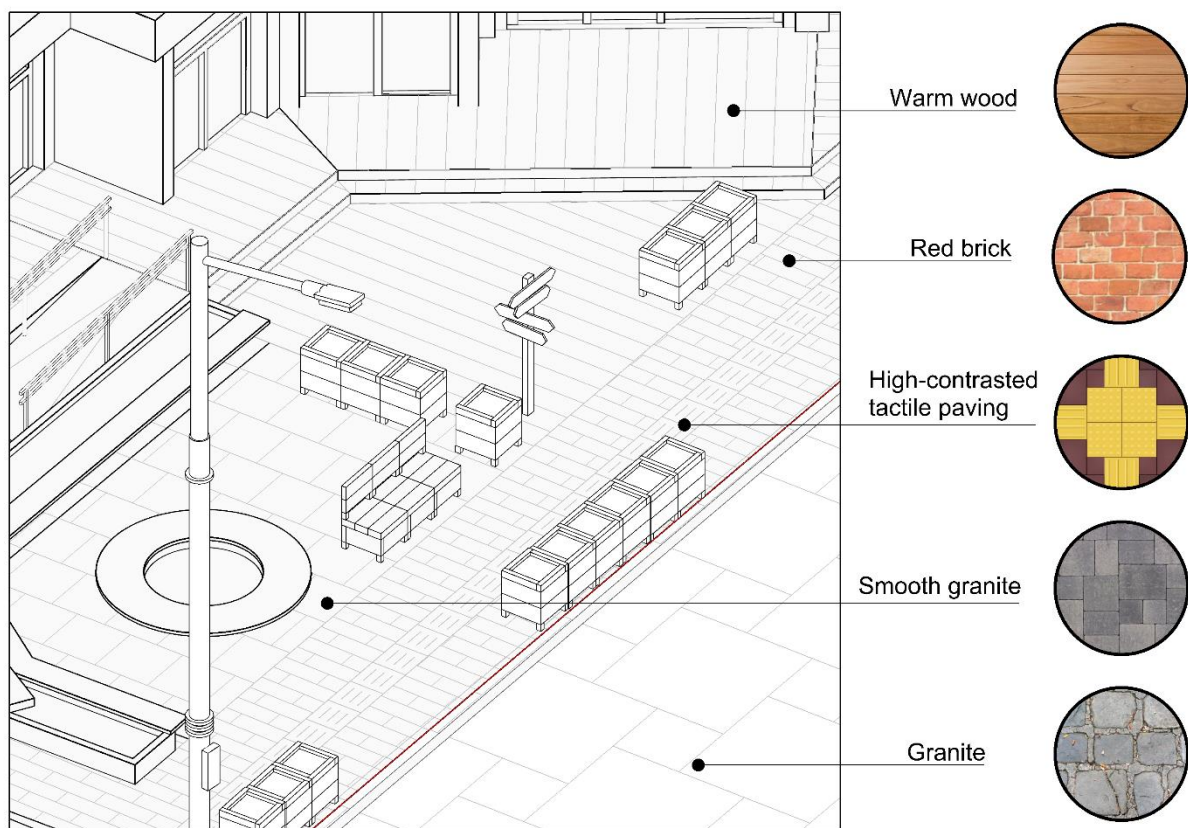 Warm wood
Red brick
High-contrasted
tactile paving
Smooth granite
Granite